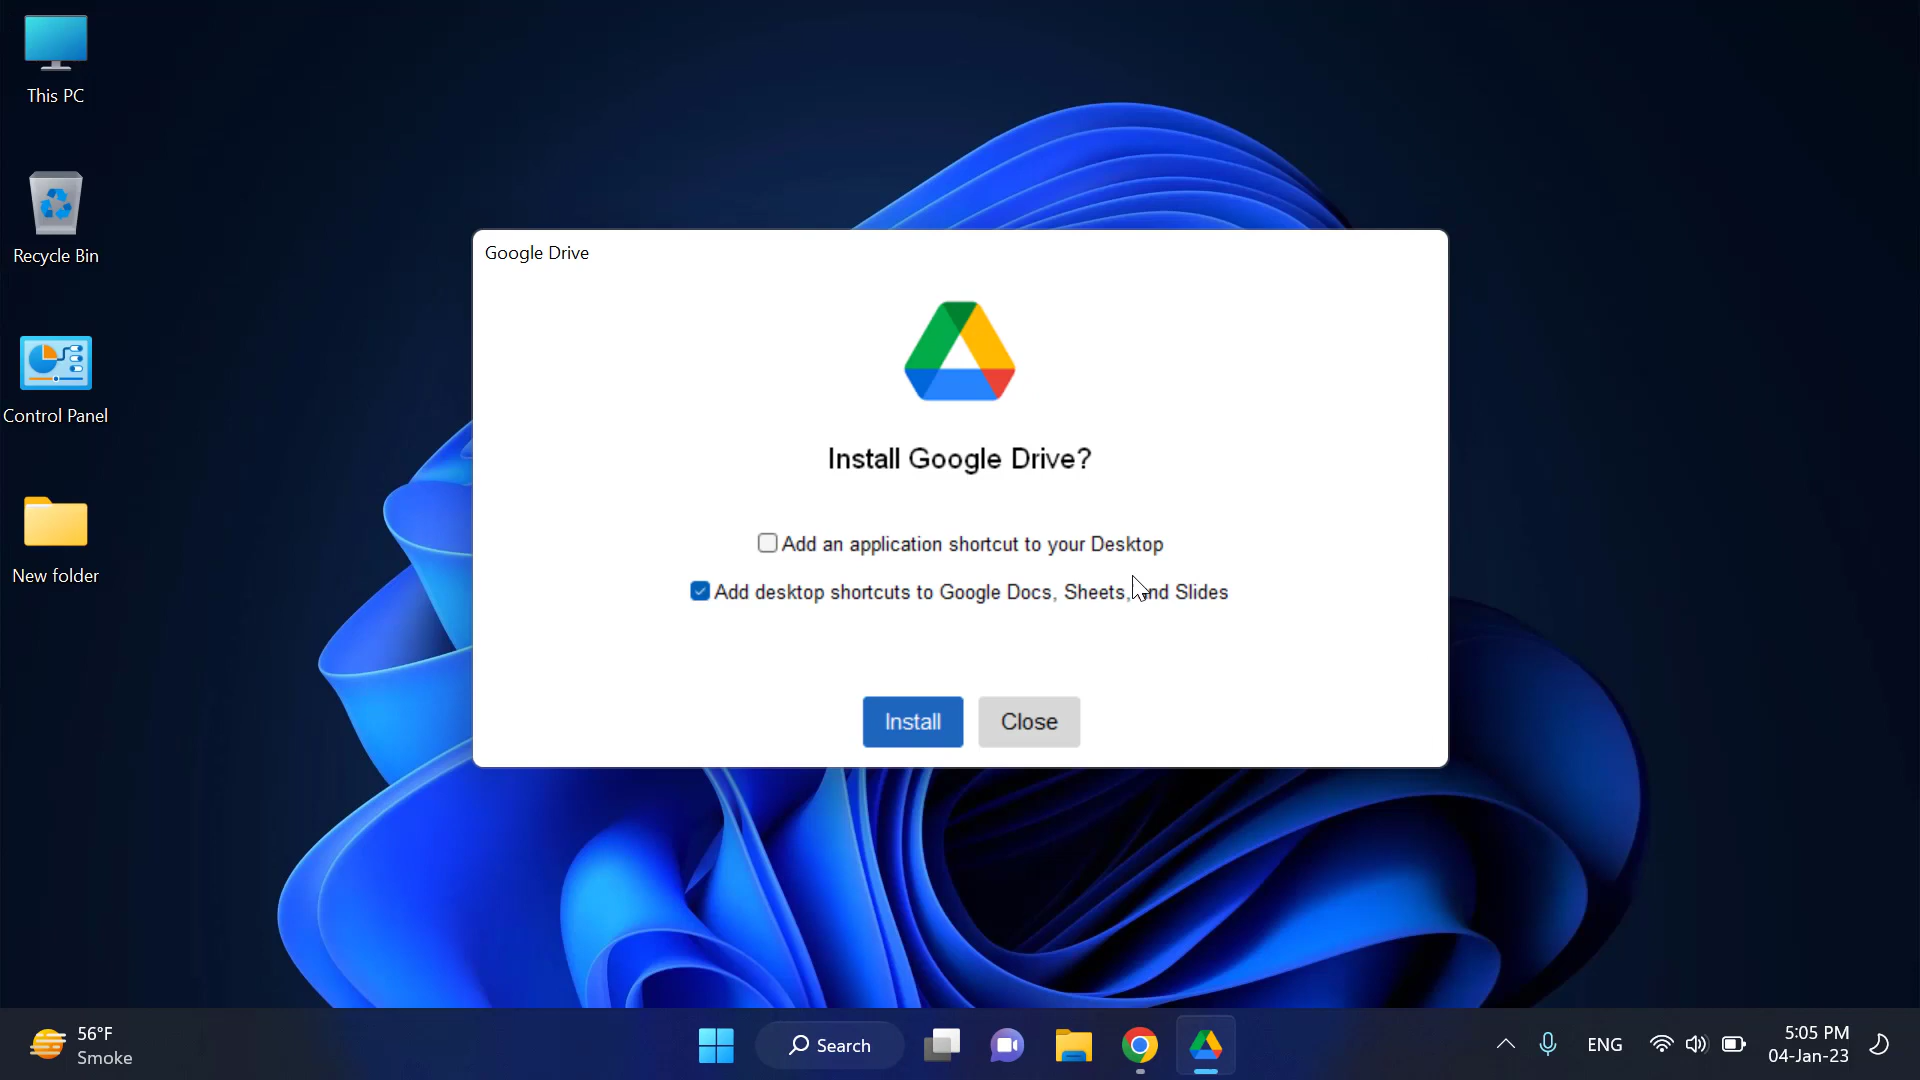 This PC
Recycle Bin
Control Panel
New folder
Google Drive
Install Google Drive?
Add an application shortcut to your Desktop
Add desktop shortcuts to Google Docs, Sheets, and Slides
Install
Close
56°F
Smoke
Search
ENG
5:05 PM
04-Jan-23